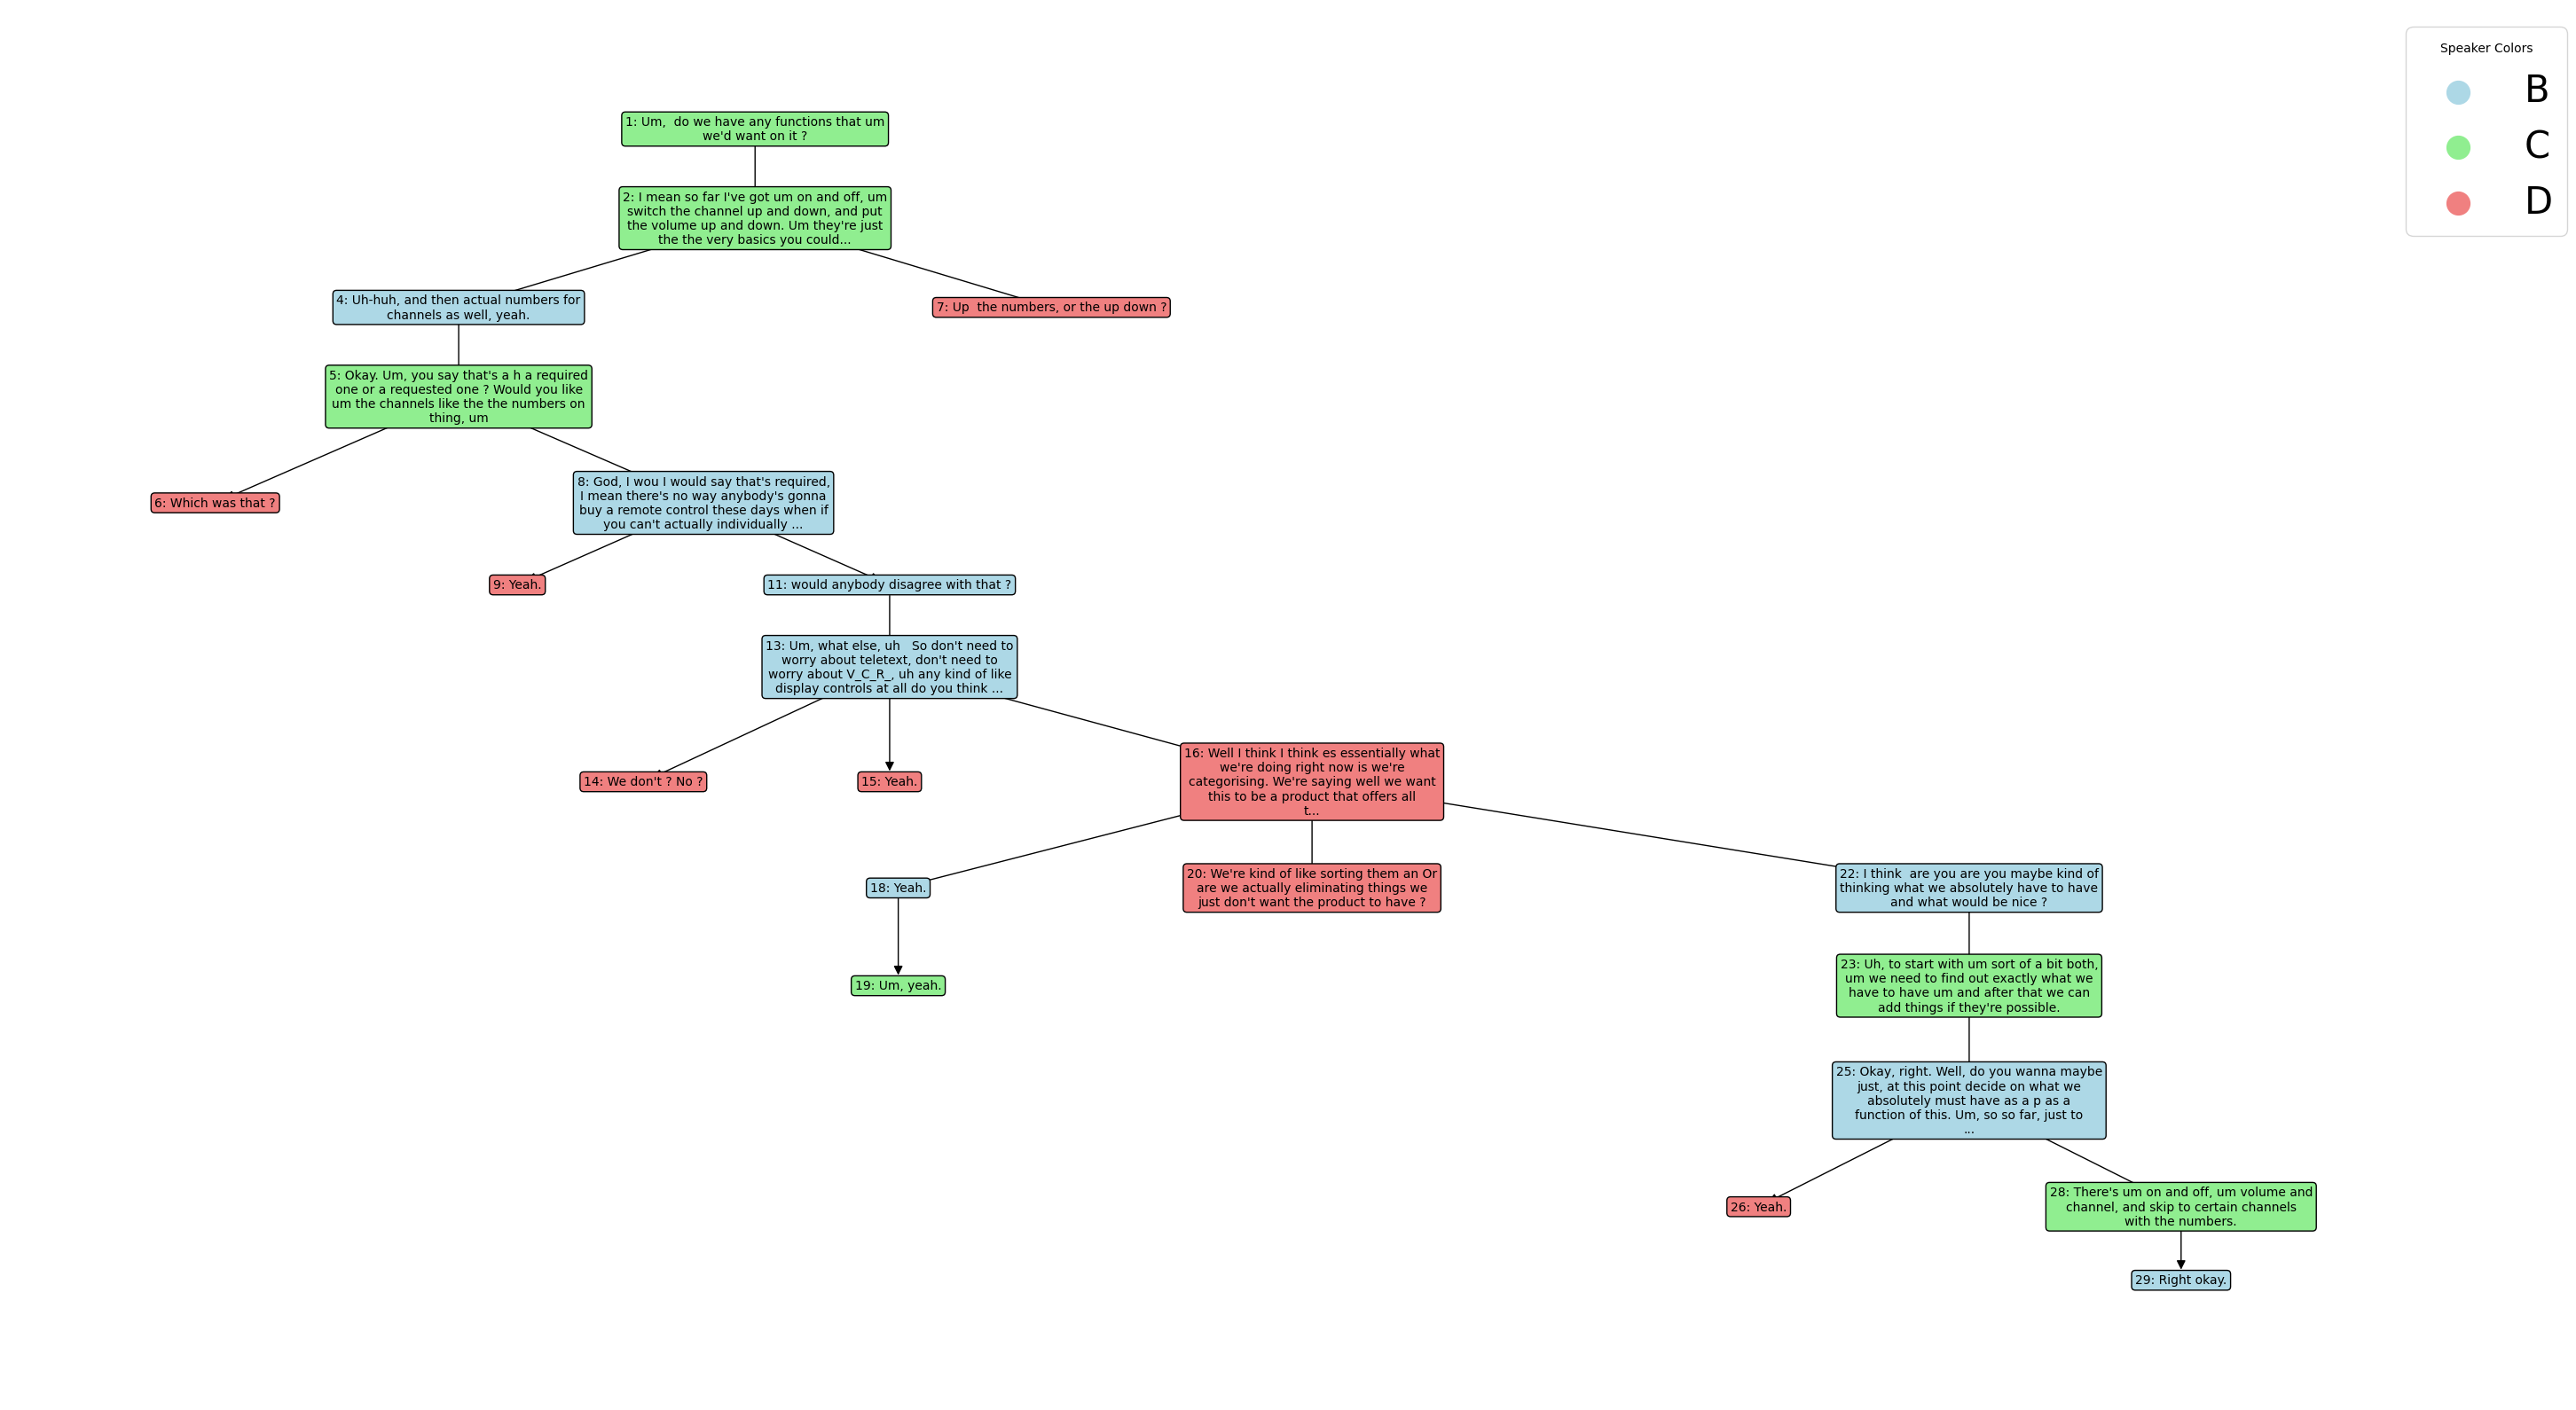 Speaker Colors
B
C
D
1: Um,  do we have any functions that um
we'd want on it ?
2: I mean so far I've got um on and off, um
switch the channel up and down, and put
the volume up and down. Um they're just
the the very basics you could...
4: Uh-huh, and then actual numbers for
channels as well, yeah.
7: Up  the numbers, or the up down ?
5: Okay. Um, you say that's a h a required
one or a requested one ? Would you like
um the channels like the the numbers on
thing, um
6: Which was that ?
8: God, I wou I would say that's required,
I mean there's no way anybody's gonna
buy a remote control these days when if
you can't actually individually ...
9: Yeah.
11: would anybody disagree with that ?
13: Um, what else, uh   So don't need to
worry about teletext, don't need to
worry about V_C_R_, uh any kind of like
display controls at all do you think ...
14: We don't ? No ?
15: Yeah.
16: Well I think I think es essentially what
we're doing right now is we're
categorising. We're saying well we want
this to be a product that offers all
t...
18: Yeah.
20: We're kind of like sorting them an Or
are we actually eliminating things we
just don't want the product to have ?
22: I think  are you are you maybe kind of
thinking what we absolutely have to have
and what would be nice ?
19: Um, yeah.
23: Uh, to start with um sort of a bit both,
um we need to find out exactly what we
have to have um and after that we can
add things if they're possible.
25: Okay, right. Well, do you wanna maybe
just, at this point decide on what we
absolutely must have as a p as a
function of this. Um, so so far, just to
...
26: Yeah.
28: There's um on and off, um volume and
channel, and skip to certain channels
with the numbers.
29: Right okay.